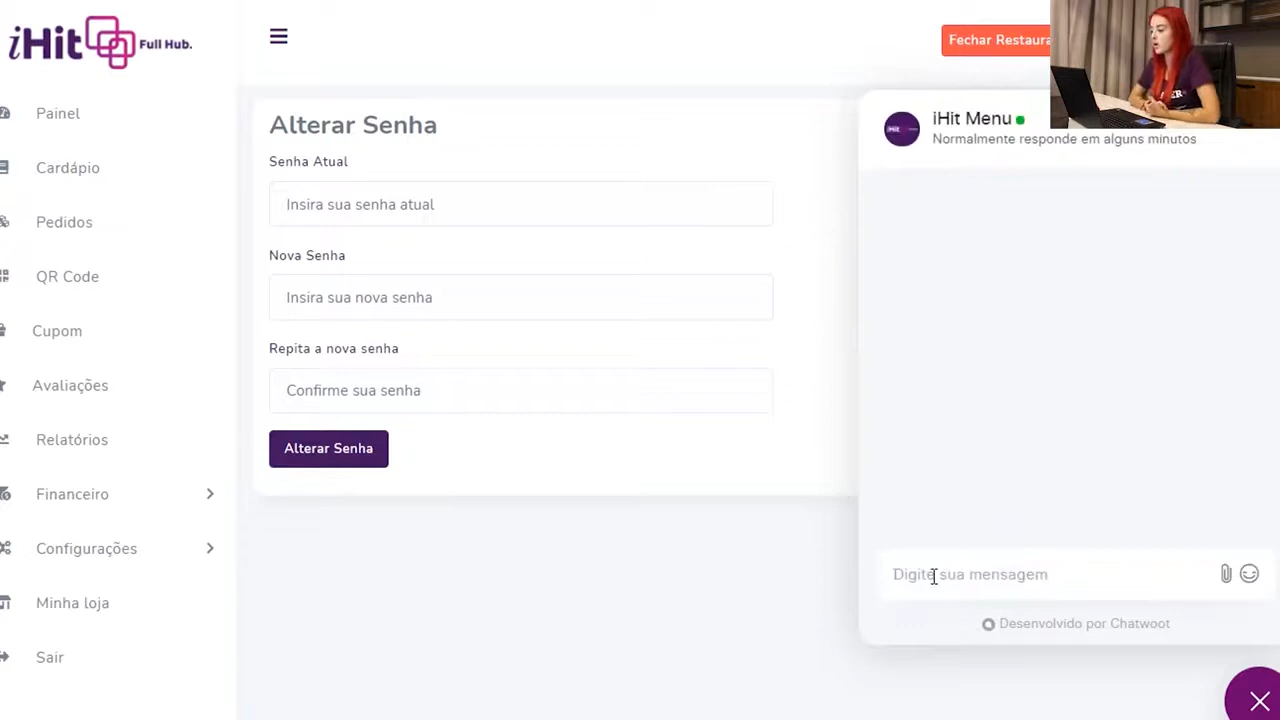 iHit Full Hub.
Painel
Cardápio
Pedidos
QR Code
Cupom
Avaliações
Relatórios
Financeiro
Configurações
Minha loja
Sair
Fechar Restaura
Alterar Senha
Senha Atual
Insira sua senha atual
Nova Senha
Insira sua nova senha
Repita a nova senha
Confirme sua senha
Alterar Senha
iHit Menu
Normalmente responde em alguns minutos
Digite sua mensagem
Desenvolvido por Chatwoot